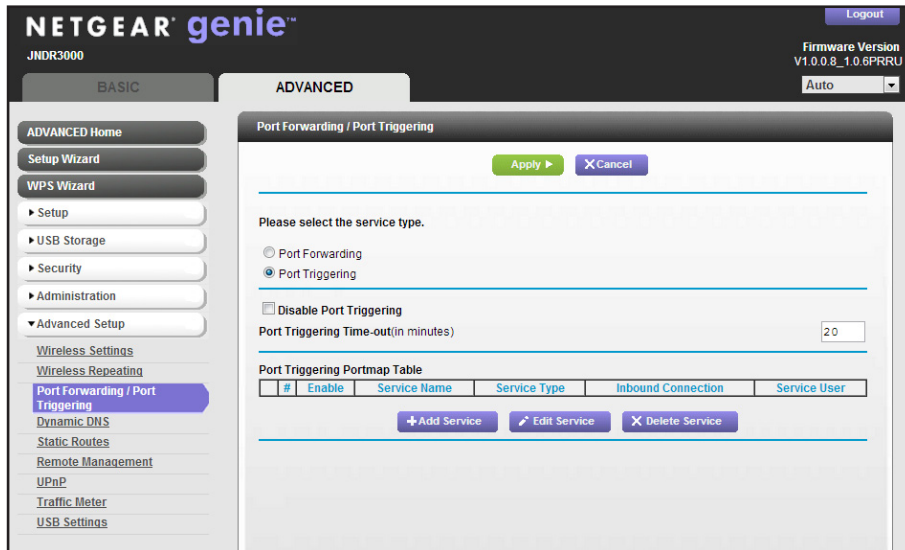 NETGEAR® genie™
Logout
JNDR3000
Firmware Version
V1.0.0.8_1.0.6PRRU
BASIC
ADVANCED
Auto
ADVANCED Home
Setup Wizard
WPS Wizard
Setup
USB Storage
Security
Administration
Advanced Setup
Wireless Settings
Wireless Repeating
Port Forwarding / Port
Triggering
Dynamic DNS
Static Routes
Remote Management
UPnP
Traffic Meter
USB Settings
Port Forwarding / Port Triggering
Apply
Cancel
Please select the service type.
Port Forwarding
Port Triggering
Disable Port Triggering
Port Triggering Time-out(in minutes) 20
Port Triggering Portmap Table
# Enable Service Name Service Type Inbound Connection Service User
Add Service Edit Service Delete Service